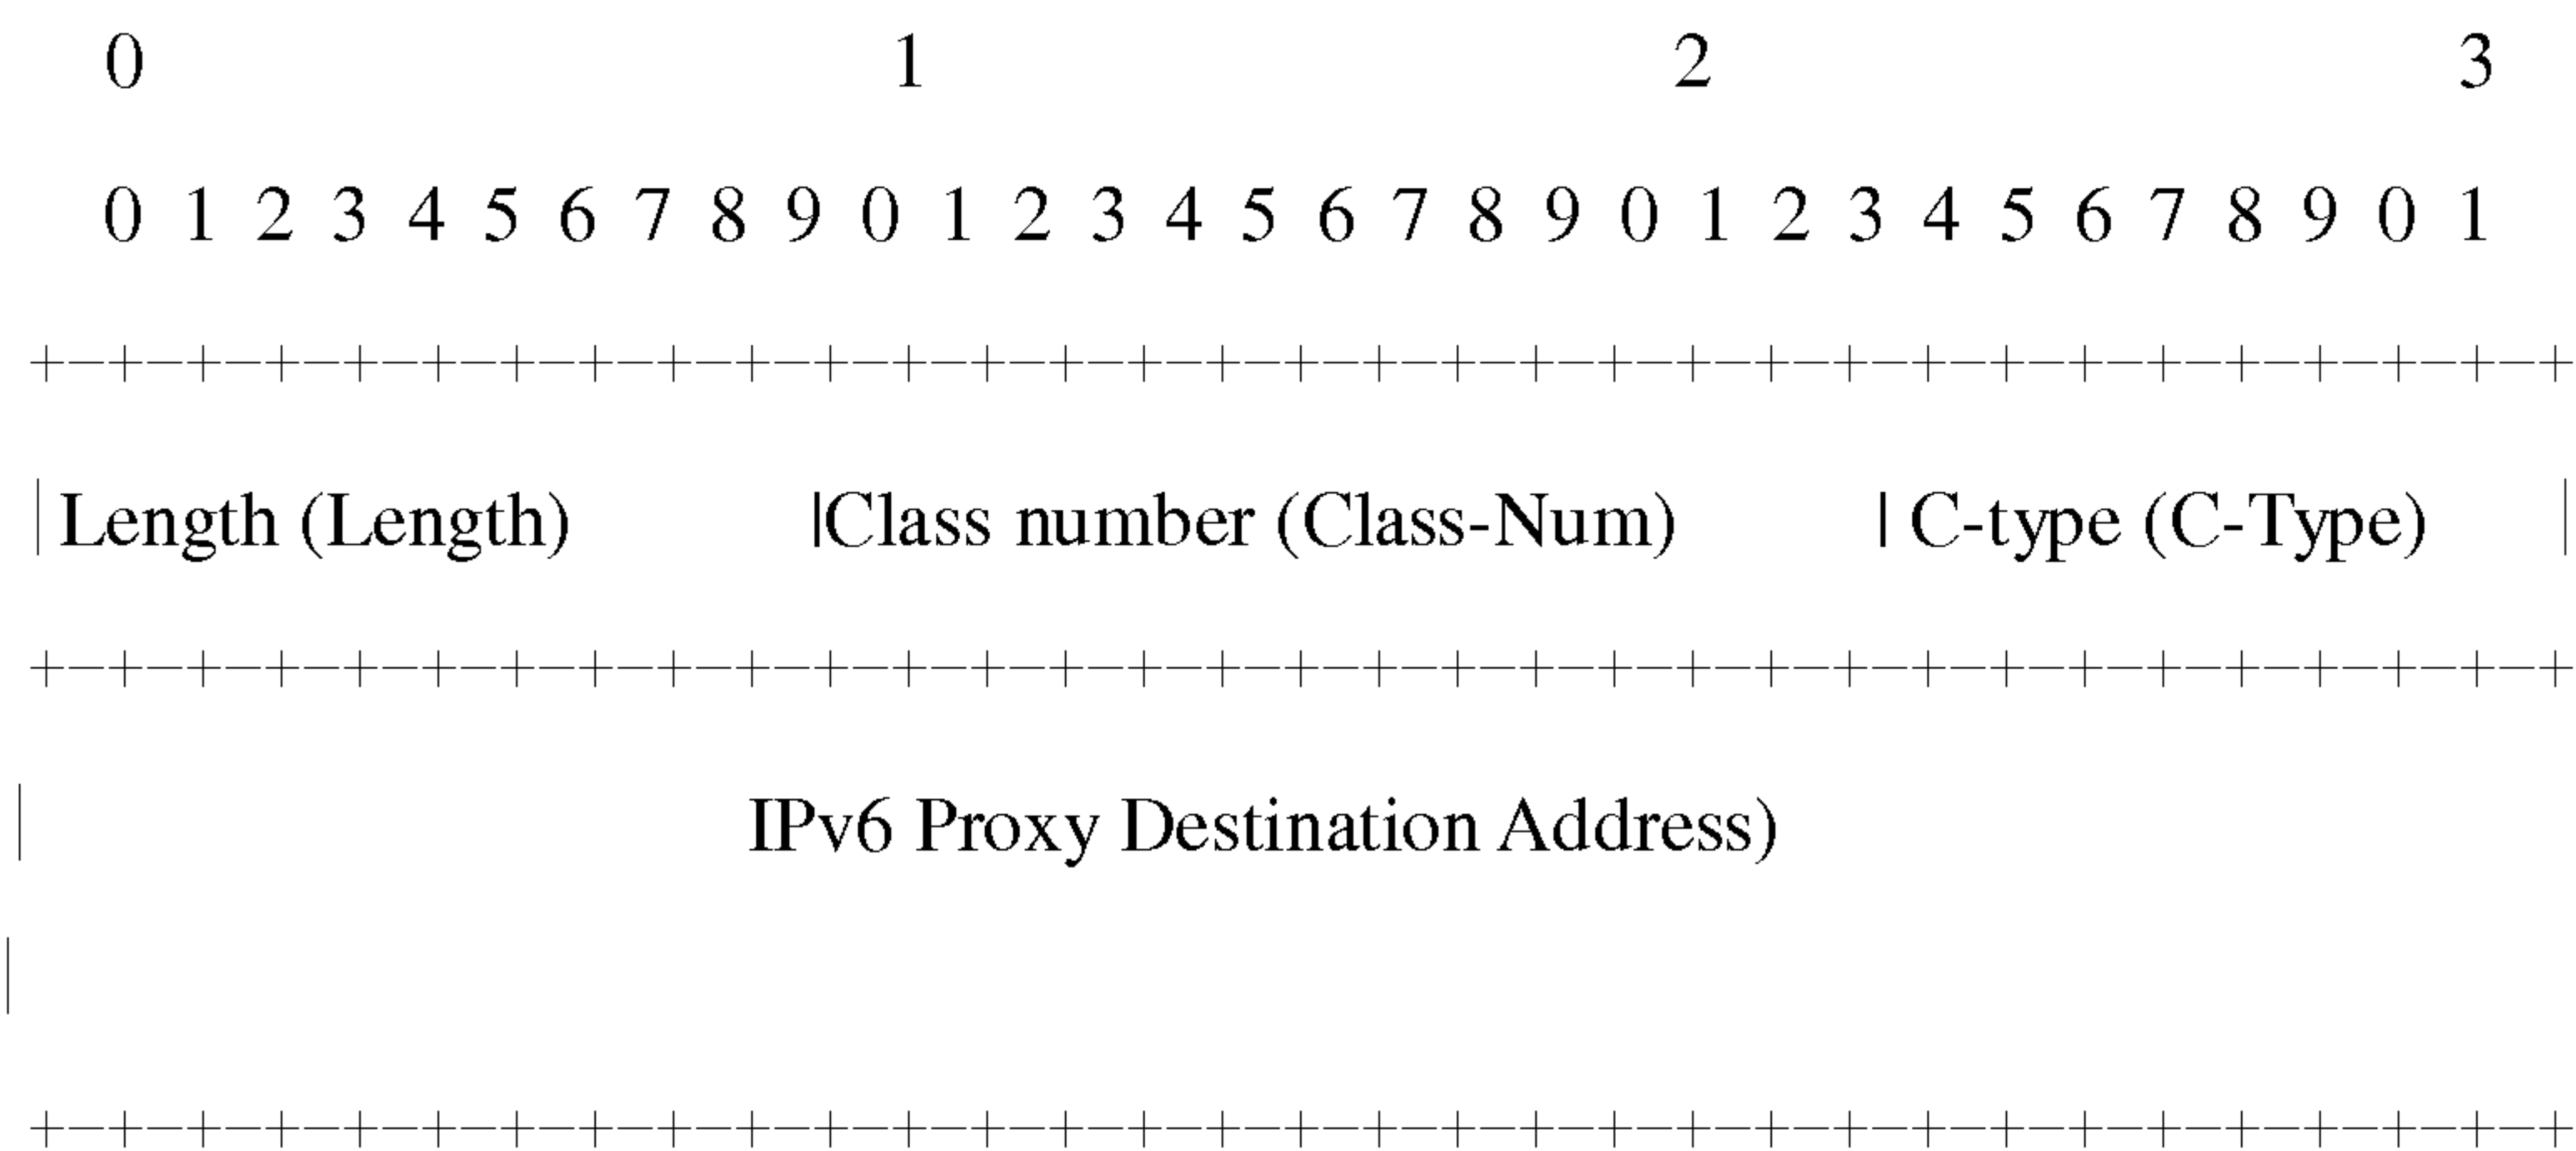 0 1 2 3
0 1 2 3 4 5 6 7 8 9 0 1 2 3 4 5 6 7 8 9 0 1 2 3 4 5 6 7 8 9 0 1
+-+-+-+-+-+-+-+-+-+-+-+-+-+-+-+-+-+-+-+-+-+-+-+-+-+-+-+-+-+-+-+-+
| Length (Length) |Class number (Class-Num) | C-type (C-Type) |
+-+-+-+-+-+-+-+-+-+-+-+-+-+-+-+-+-+-+-+-+-+-+-+-+-+-+-+-+-+-+-+-+
| IPv6 Proxy Destination Address)
|
+-+-+-+-+-+-+-+-+-+-+-+-+-+-+-+-+-+-+-+-+-+-+-+-+-+-+-+-+-+-+-+-+